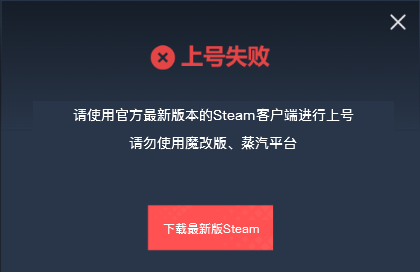 上号失败
请使用官方最新版本的Steam客户端进行上号
请勿使用魔改版、蒸汽平台
下载最新版Steam